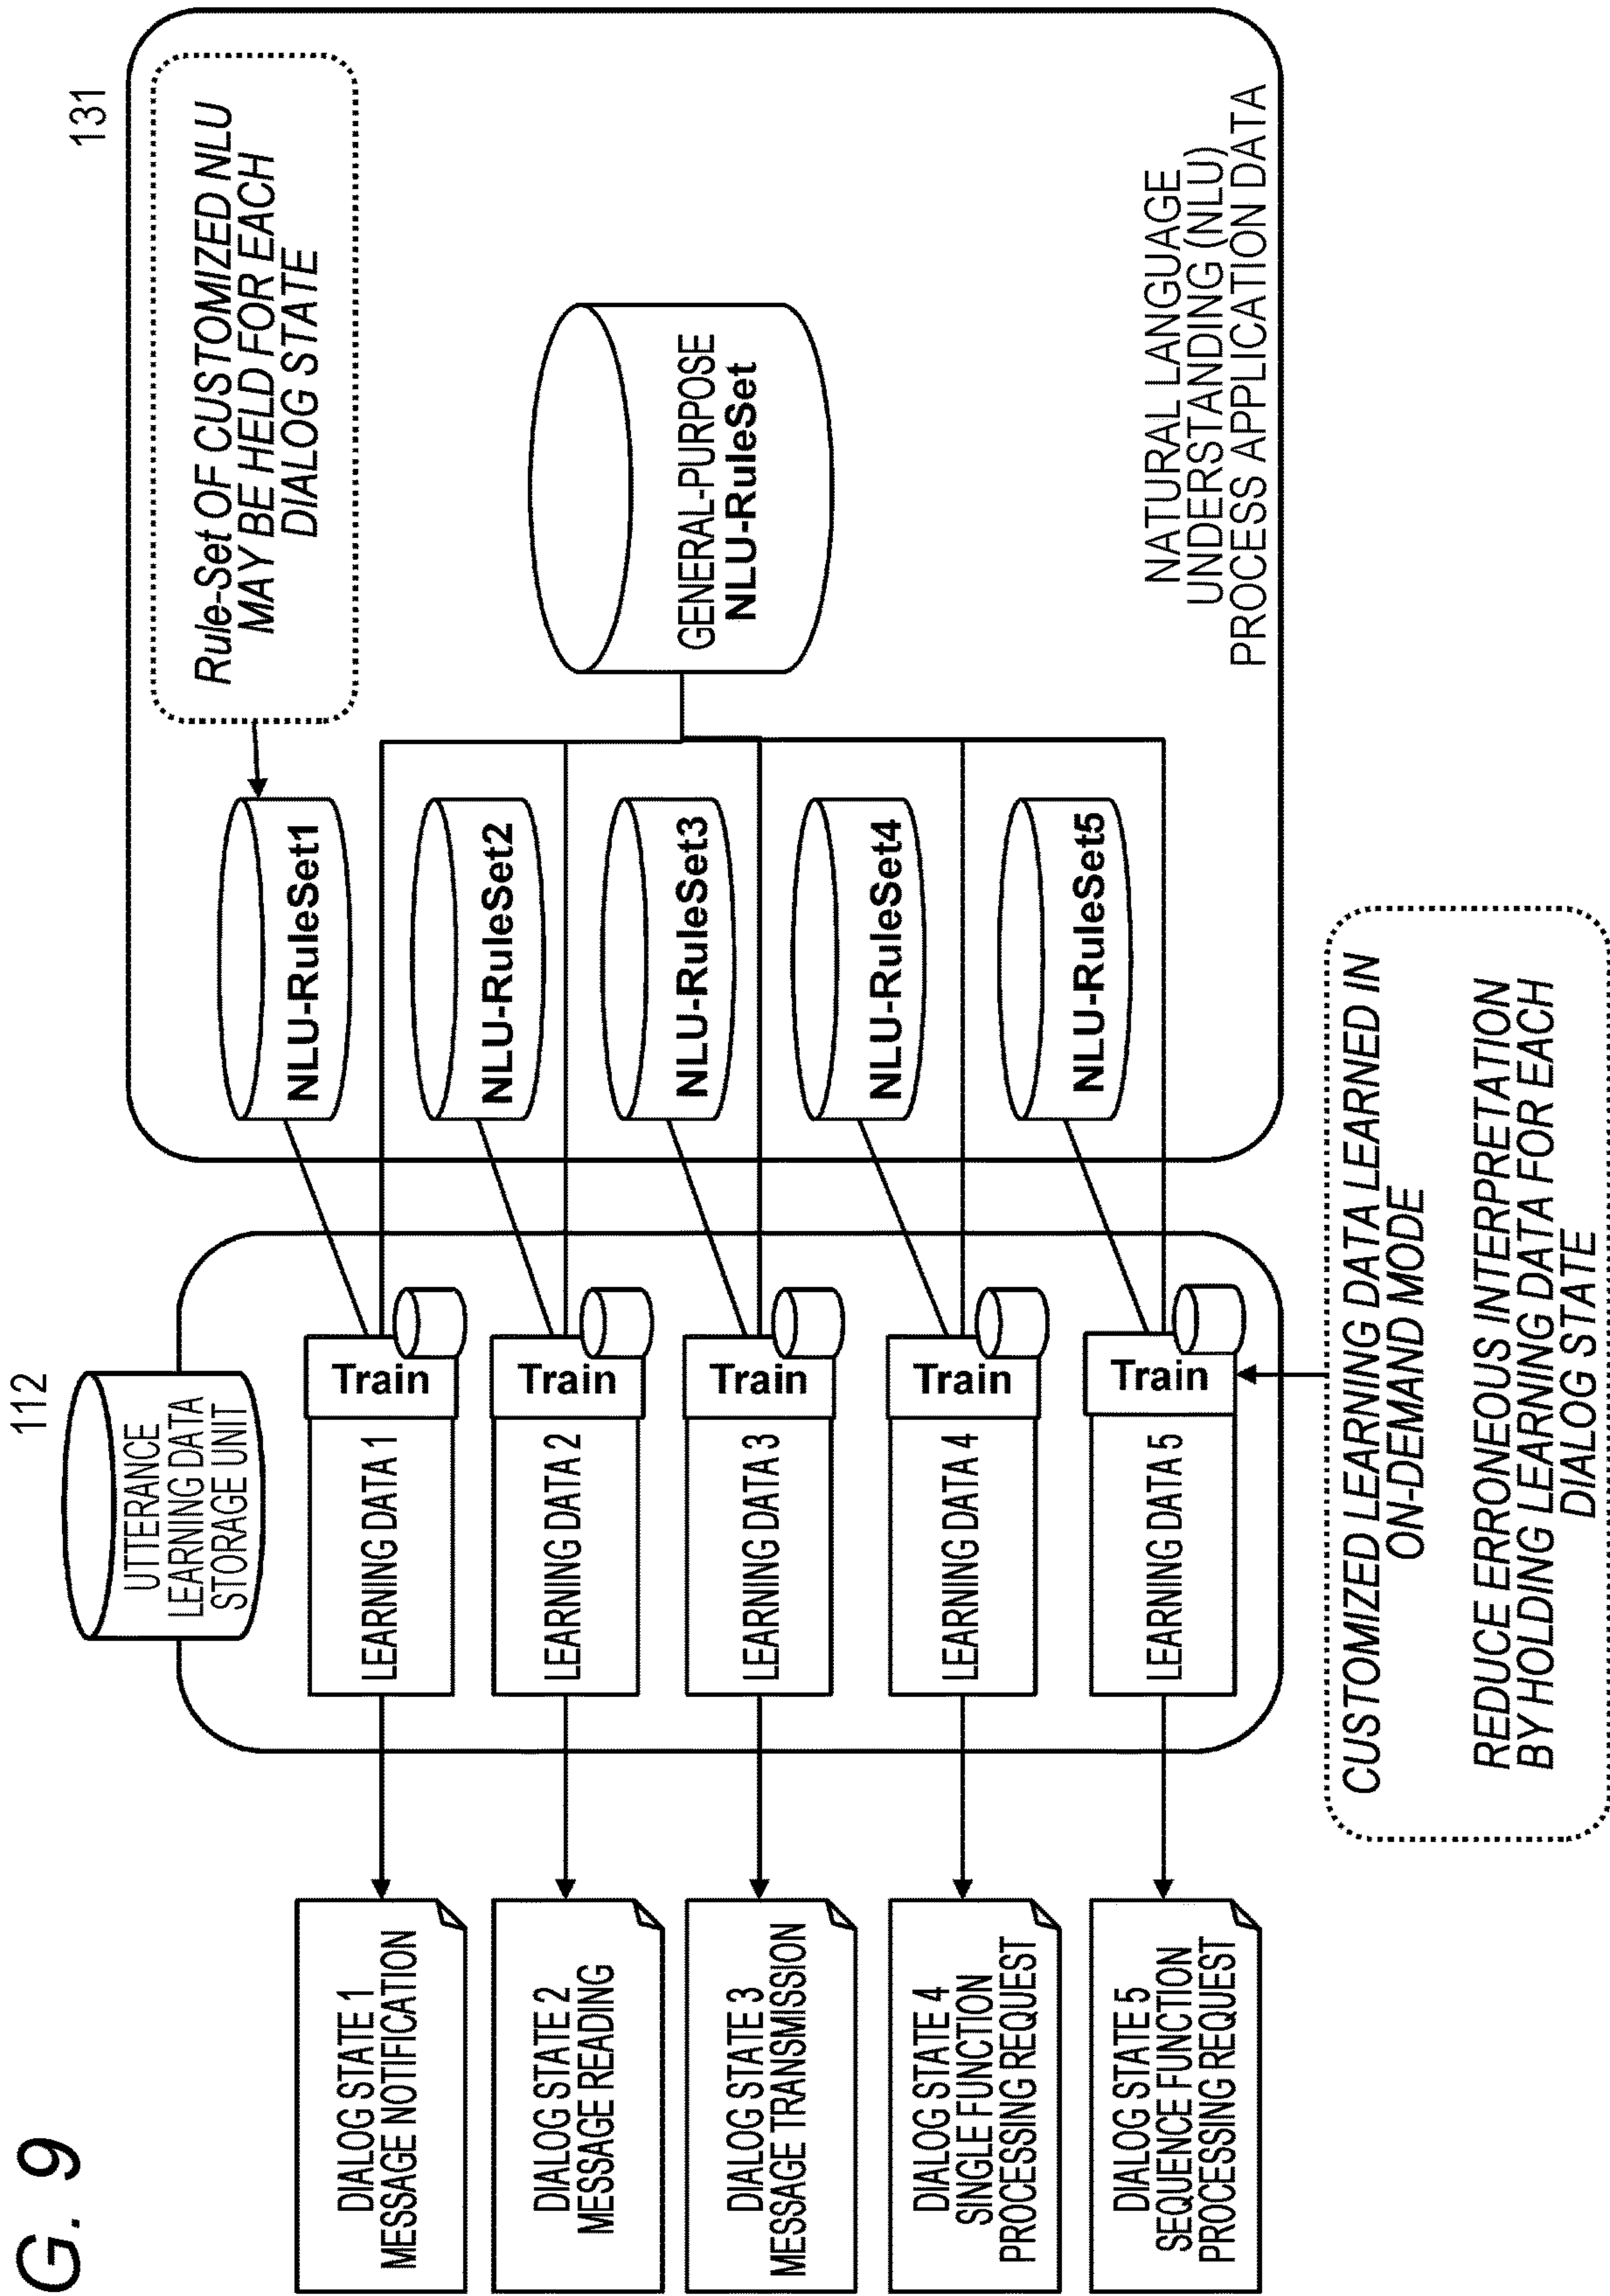 G. 9
DIALOG STATE 1
MESSAGE NOTIFICATION
DIALOG STATE 2
MESSAGE READING
DIALOG STATE 3
MESSAGE TRANSMISSION
DIALOG STATE 4
SINGLE FUNCTION
PROCESSING REQUEST
DIALOG STATE 5
SEQUENCE FUNCTION
PROCESSING REQUEST
112
UTTERANCE
LEARNING DATA
STORAGE UNIT
LEARNING DATA 1
Train
LEARNING DATA 2
Train
LEARNING DATA 3
Train
LEARNING DATA 4
Train
LEARNING DATA 5
Train
CUSTOMIZED LEARNING DATA LEARNED IN
ON-DEMAND MODE
REDUCE ERRONEOUS INTERPRETATION
BY HOLDING LEARNING DATA FOR EACH
DIALOG STATE
131
Rule-Set OF CUSTOMIZED NLU
MAY BE HELD FOR EACH
DIALOG STATE
NLU-RuleSet1
NLU-RuleSet2
NLU-RuleSet3
NLU-RuleSet4
NLU-RuleSet5
GENERAL-PURPOSE
NLU-RuleSet
NATURAL LANGUAGE
UNDERSTANDING (NLU)
PROCESS APPLICATION DATA